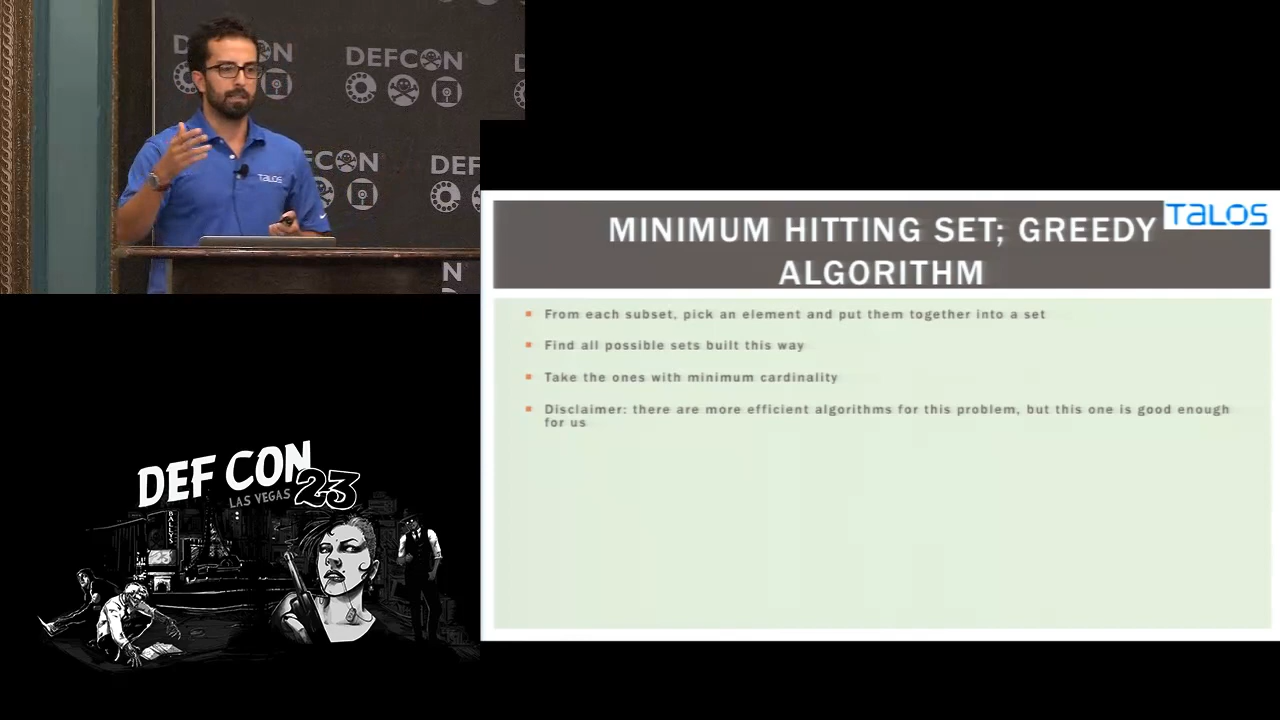 DEFCON
DEFCON
DEFCON
DEF
N
TALOS
MINIMUM HITTING SET; GREEDY
ALGORITHM
TALOS
From each subset, pick an element and put them together into a set
Find all possible sets built this way
Take the ones with minimum cardinality
Disclaimer: there are more efficient algorithms for this problem, but this one is good enough
for us
DEF CON
LAS VEGAS 23
BALLYS
23